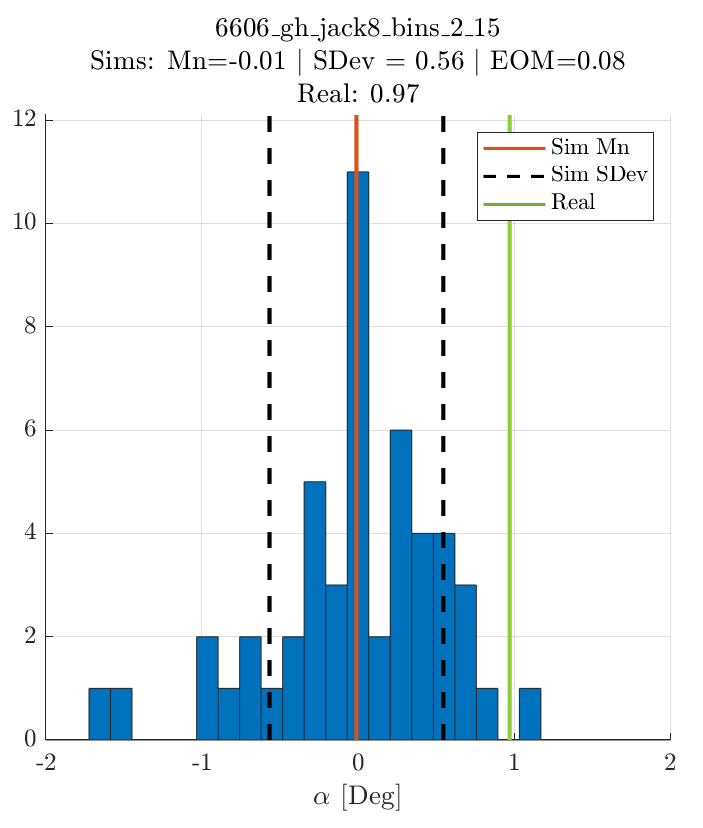 6606_gh_jack8_bins_2_15
Sims: Mn=-0.01 | SDev = 0.56 | EOM=0.08
Real: 0.97
12
10
8
6
4
2
0
Sim Mn
Sim SDev
Real
-2
-1
0
1
2
α [Deg]